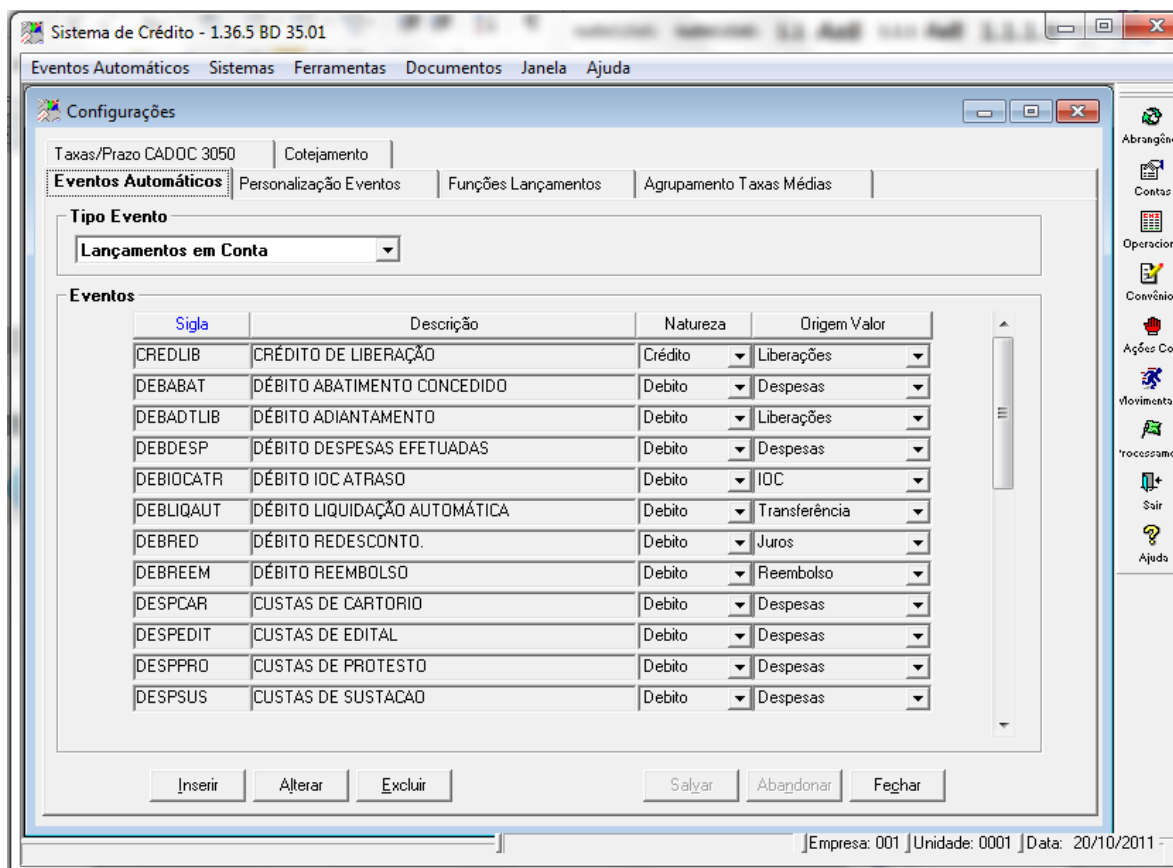 Sistema de Crédito - 1.36.5 BD 35.01
Eventos Automáticos Sistemas Ferramentas Documentos Janela Ajuda
Configurações
Taxas/Prazo CADOC 3050 Cotejamento
Eventos Automáticos Personalização Eventos Funções Lançamentos Agrupamento Taxas Médias
Tipo Evento
Lançamentos em Conta
Eventos
Sigla Descrição Natureza Origem Valor
CREDLIB CRÉDITO DE LIBERAÇÃO Crédito Liberações
DEBABAT DÉBITO ABATIMENTO CONCEDIDO Debito Despesas
DEBADTLIB DÉBITO ADIANTAMENTO Debito Liberações
DEBDESP DÉBITO DESPESAS EFETUADAS Debito Despesas
DEBIOCATR DÉBITO IOC ATRASO Debito IOC
DEBLIQAUT DÉBITO LIQUIDAÇÃO AUTOMÁTICA Debito Transferência
DEBRED DÉBITO REDESCONTO. Debito Juros
DEBREEM DÉBITO REEMBOLSO Debito Reembolso
DESPCAR CUSTAS DE CARTORIO Debito Despesas
DESPEDIT CUSTAS DE EDITAL Debito Despesas
DESPPRO CUSTAS DE PROTESTO Debito Despesas
DESPSUS CUSTAS DE SUSTACAO Debito Despesas
Inserir Alterar Excluir Salvar Abandonar Fechar
Abrangên
Contas
Operacion
Convênio
Ações Co
Movimenta
Processame
Sair
Ajuda
Empresa: 001 Unidade: 0001 Data: 20/10/2011